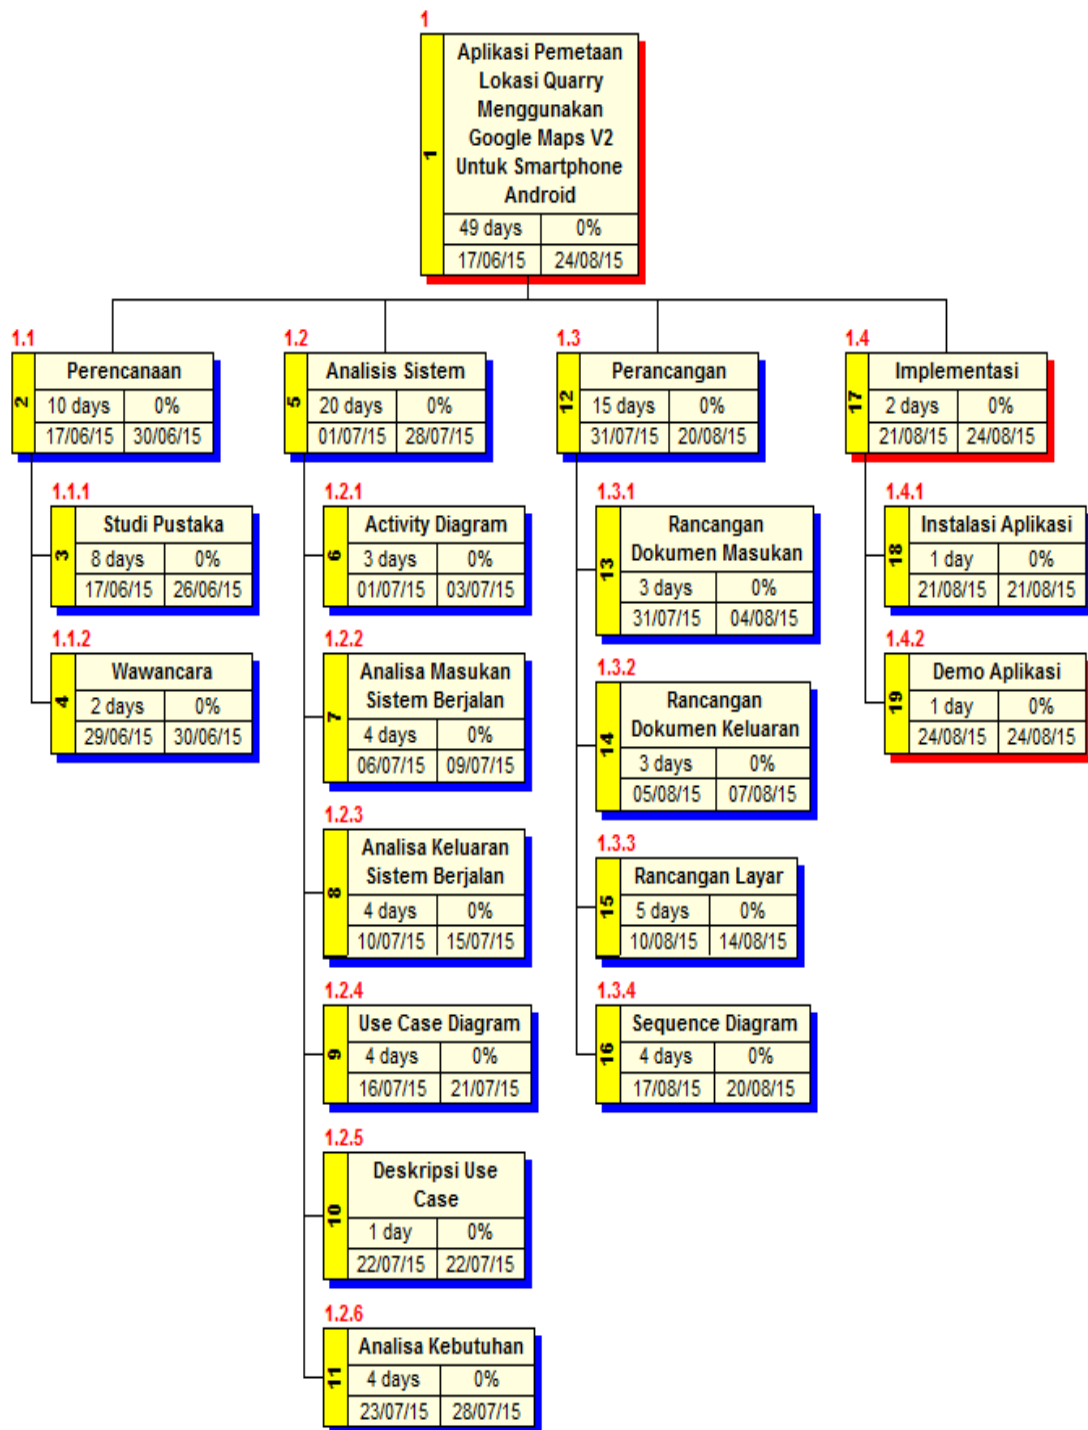 1
1
Aplikasi Pemetaan
Lokasi Quarry
Menggunakan
Google Maps V2
Untuk Smartphone
Android
49 days 0%
17/06/15 24/08/15
1.1
2
Perencanaan
10 days 0%
17/06/15 30/06/15
1.1.1
3
Studi Pustaka
8 days 0%
17/06/15 26/06/15
1.1.2
4
Wawancara
2 days 0%
29/06/15 30/06/15
1.2
5
Analisis Sistem
20 days 0%
01/07/15 28/07/15
1.2.1
6
Activity Diagram
3 days 0%
01/07/15 03/07/15
1.2.2
7
Analisa Masukan
Sistem Berjalan
4 days 0%
06/07/15 09/07/15
1.2.3
8
Analisa Keluaran
Sistem Berjalan
4 days 0%
10/07/15 15/07/15
1.2.4
9
Use Case Diagram
4 days 0%
16/07/15 21/07/15
1.2.5
10
Deskripsi Use
Case
1 day 0%
22/07/15 22/07/15
1.2.6
11
Analisa Kebutuhan
4 days 0%
23/07/15 28/07/15
1.3
12
Perancangan
15 days 0%
31/07/15 20/08/15
1.3.1
13
Rancangan
Dokumen Masukan
3 days 0%
31/07/15 04/08/15
1.3.2
14
Rancangan
Dokumen Keluaran
3 days 0%
05/08/15 07/08/15
1.3.3
15
Rancangan Layar
5 days 0%
10/08/15 14/08/15
1.3.4
16
Sequence Diagram
4 days 0%
17/08/15 20/08/15
1.4
17
Implementasi
2 days 0%
21/08/15 24/08/15
1.4.1
18
Instalasi Aplikasi
1 day 0%
21/08/15 21/08/15
1.4.2
19
Demo Aplikasi
1 day 0%
24/08/15 24/08/15